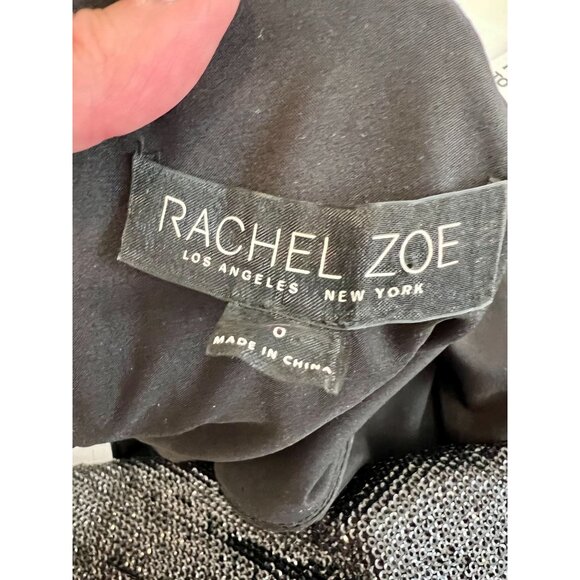 RACHEL ZOE
LOS ANGELES NEW YORK
0
MADE IN CHINA